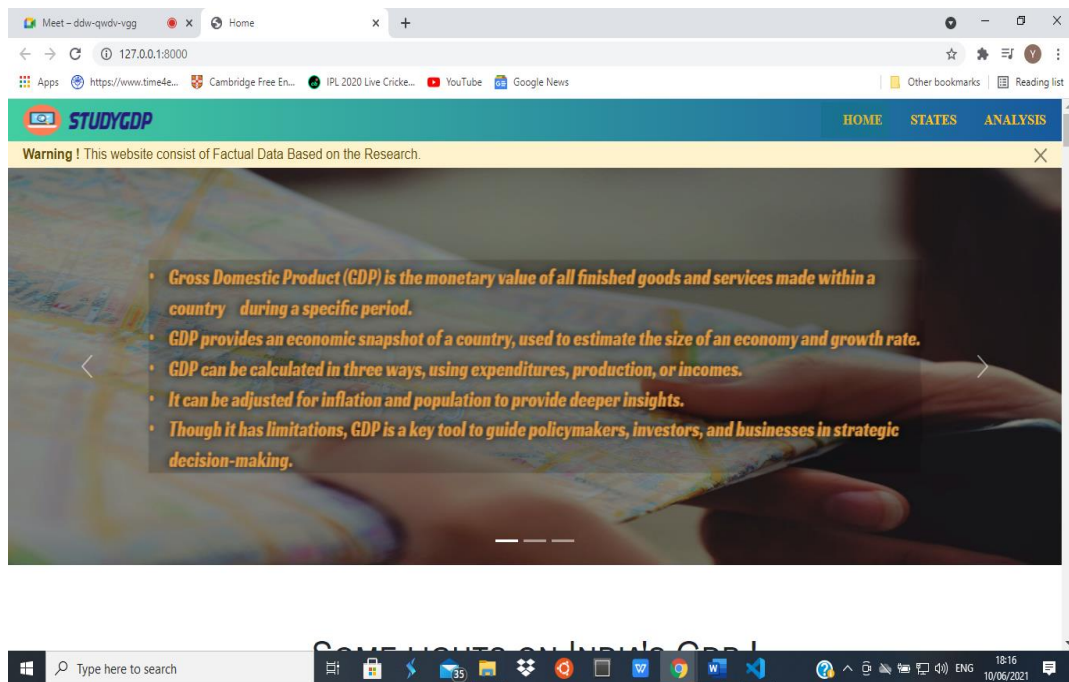 Meet – ddw-qwdv-vgg
Home
127.0.0.1:8000
Y
Apps
https://www.time4e...
Cambridge Free En...
IPL 2020 Live Cricke...
YouTube
Google News
Other bookmarks
Reading list
STUDYGDP
HOME
STATES
ANALYSIS
Warning ! This website consist of Factual Data Based on the Research.
• Gross Domestic Product (GDP) is the monetary value of all finished goods and services made within a
country during a specific period.
• GDP provides an economic snapshot of a country, used to estimate the size of an economy and growth rate.
• GDP can be calculated in three ways, using expenditures, production, or incomes.
• It can be adjusted for inflation and population to provide deeper insights.
• Though it has limitations, GDP is a key tool to guide policymakers, investors, and businesses in strategic
decision-making.
Some lights on India's Gdp !
Type here to search
35
ENG
18:16
10/06/2021